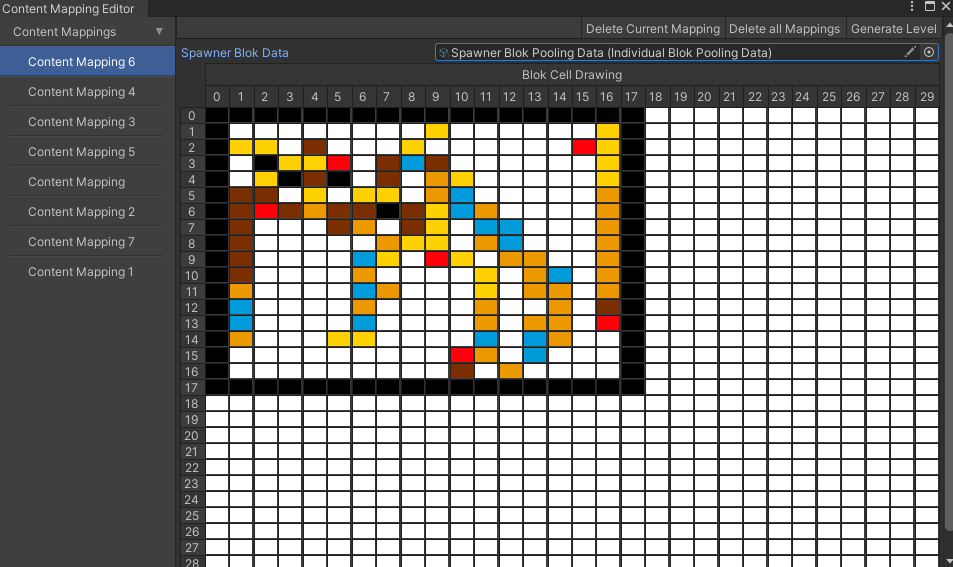 Content Mapping Editor
Content Mappings
Delete Current Mapping Delete all Mappings Generate Level
Content Mapping 6
Content Mapping 4
Content Mapping 3
Content Mapping 5
Content Mapping
Content Mapping 2
Content Mapping 7
Content Mapping 1
Spawner Blok Data
Spawner Blok Pooling Data (Individual Blok Pooling Data)
Blok Cell Drawing
0 1 2 3 4 5 6 7 8 9 10 11 12 13 14 15 16 17 18 19 20 21 22 23 24 25 26 27 28 29
0
1
2
3
4
5
6
7
8
9
10
11
12
13
14
15
16
17
18
19
20
21
22
23
24
25
26
27
28